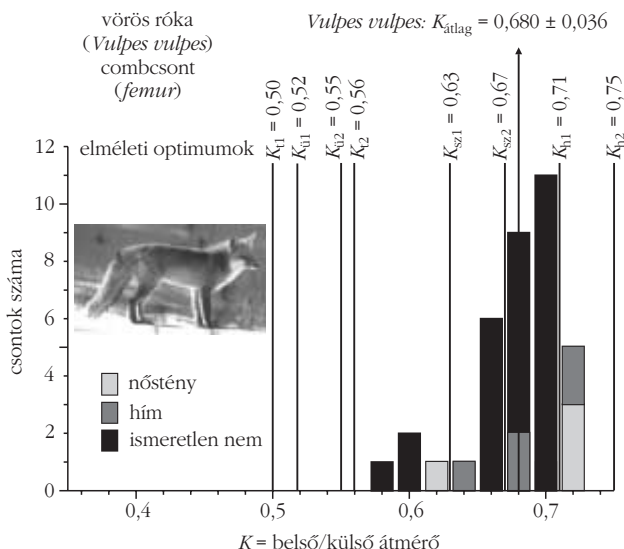 vörös róka
(Vulpes vulpes)
combcsont
(femur)
Vulpes vulpes: Kátlag = 0,680 ± 0,036
elméleti optimumok
Kt1 = 0,50
Kü1 = 0,52
Kü2 = 0,55
Kt2 = 0,56
Ksz1 = 0,63
Ksz2 = 0,67
Kh1 = 0,71
Kh2 = 0,75
csontok száma
12
10
8
6
4
2
0
nőstény
hím
ismeretlen nem
0,4 0,5 0,6 0,7
K = belső/külső átmérő